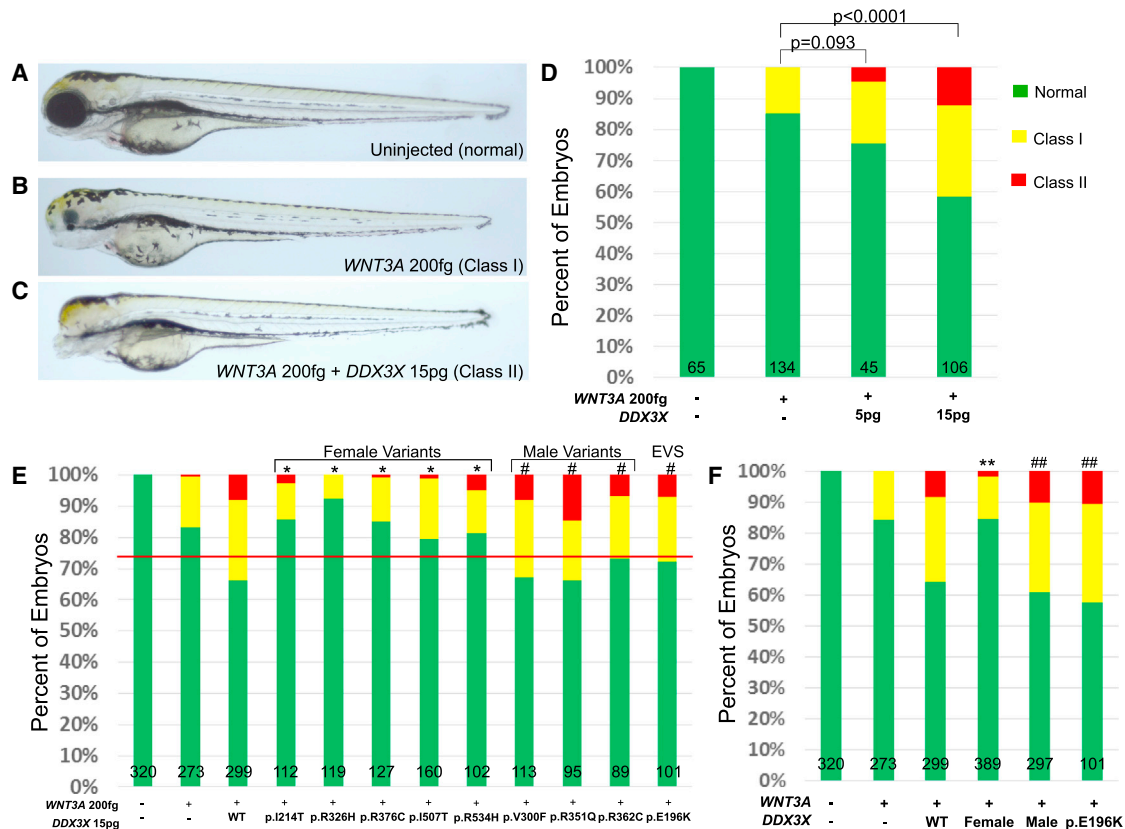 A
Uninjected (normal)
B
WNT3A 200fg (Class I)
C
WNT3A 200fg + DDX3X 15pg (Class II)
D
p<0.0001
p=0.093
Percent of Embryos
100%
90%
80%
70%
60%
50%
40%
30%
20%
10%
0%
65 134 45 106
WNT3A 200fg - + + +
DDX3X - - 5pg 15pg
Normal
Class I
Class II
E
Female Variants Male Variants EVS
* * * * * # # # #
Percent of Embryos
100%
90%
80%
70%
60%
50%
40%
30%
20%
10%
0%
320 273 299 112 119 127 160 102 113 95 89 101
WNT3A 200fg - + + + + + + + + + + +
DDX3X 15pg - - WT p.I214T p.R326H p.R376C p.I507T p.R534H p.V300F p.R351Q p.R362C p.E196K
F
** ## ##
Percent of Embryos
100%
90%
80%
70%
60%
50%
40%
30%
20%
10%
0%
320 273 299 389 297 101
WNT3A - + + + + +
DDX3X - - WT Female Male p.E196K